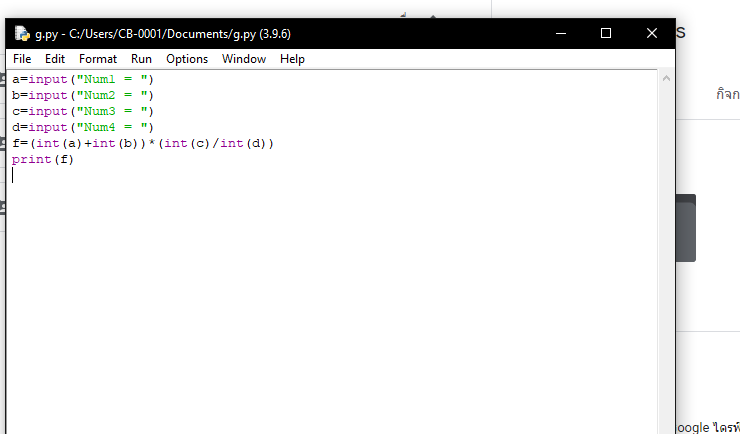 g.py - C:/Users/CB-0001/Documents/g.py (3.9.6)
File Edit Format Run Options Window Help
a=input("Num1 = ")
b=input("Num2 = ")
c=input("Num3 = ")
d=input("Num4 = ")
f=(int(a)+int(b))*(int(c)/int(d))
print(f)
s
กิจก
oogle ไดรฟ์